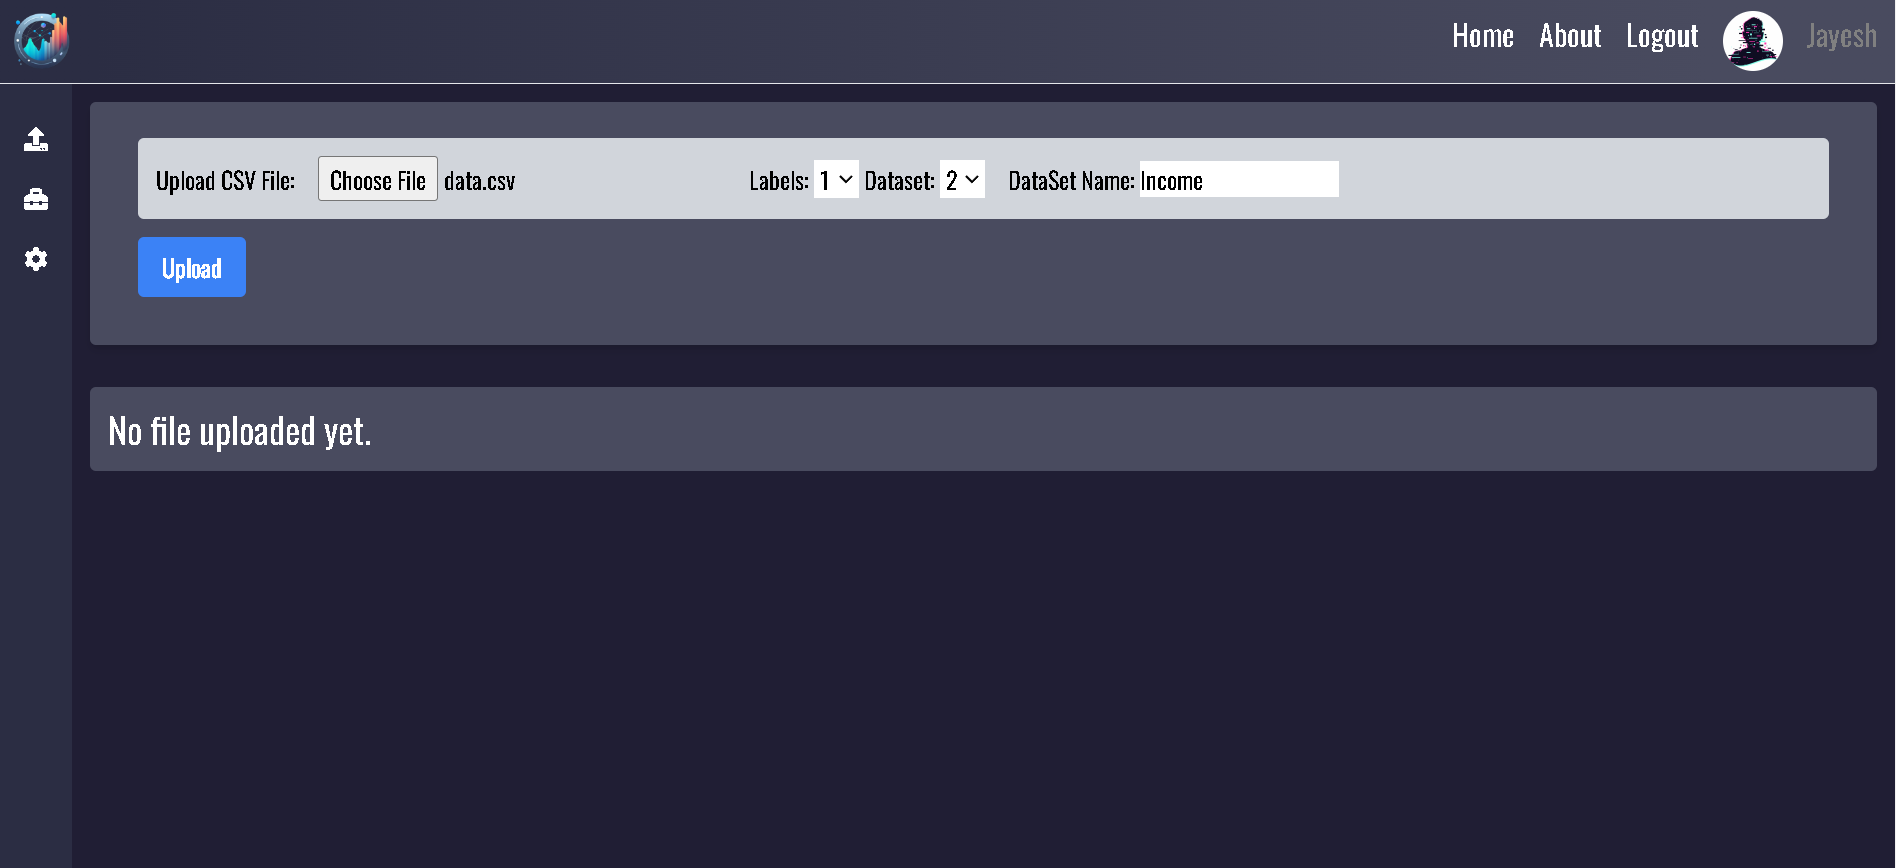 Home About Logout Jayesh
Upload CSV File: Choose File data.csv Labels: 1 Dataset: 2 DataSet Name: Income
Upload
No file uploaded yet.